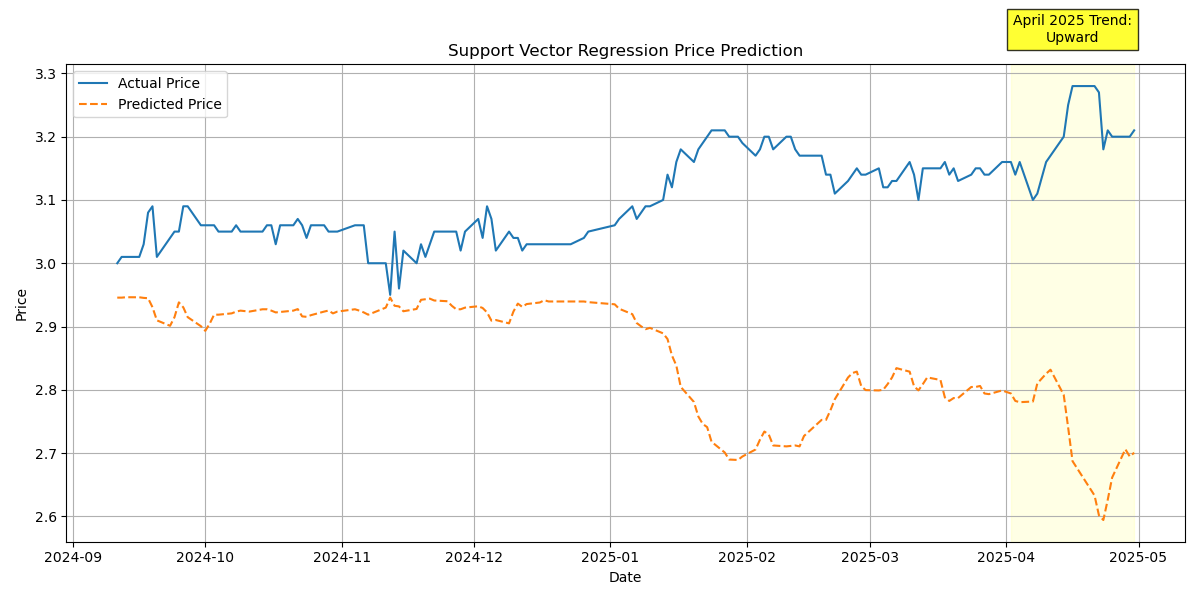 April 2025 Trend:
Upward
Support Vector Regression Price Prediction
Actual Price
Predicted Price
Price
3.3
3.2
3.1
3.0
2.9
2.8
2.7
2.6
2024-09 2024-10 2024-11 2024-12 2025-01 2025-02 2025-03 2025-04 2025-05
Date